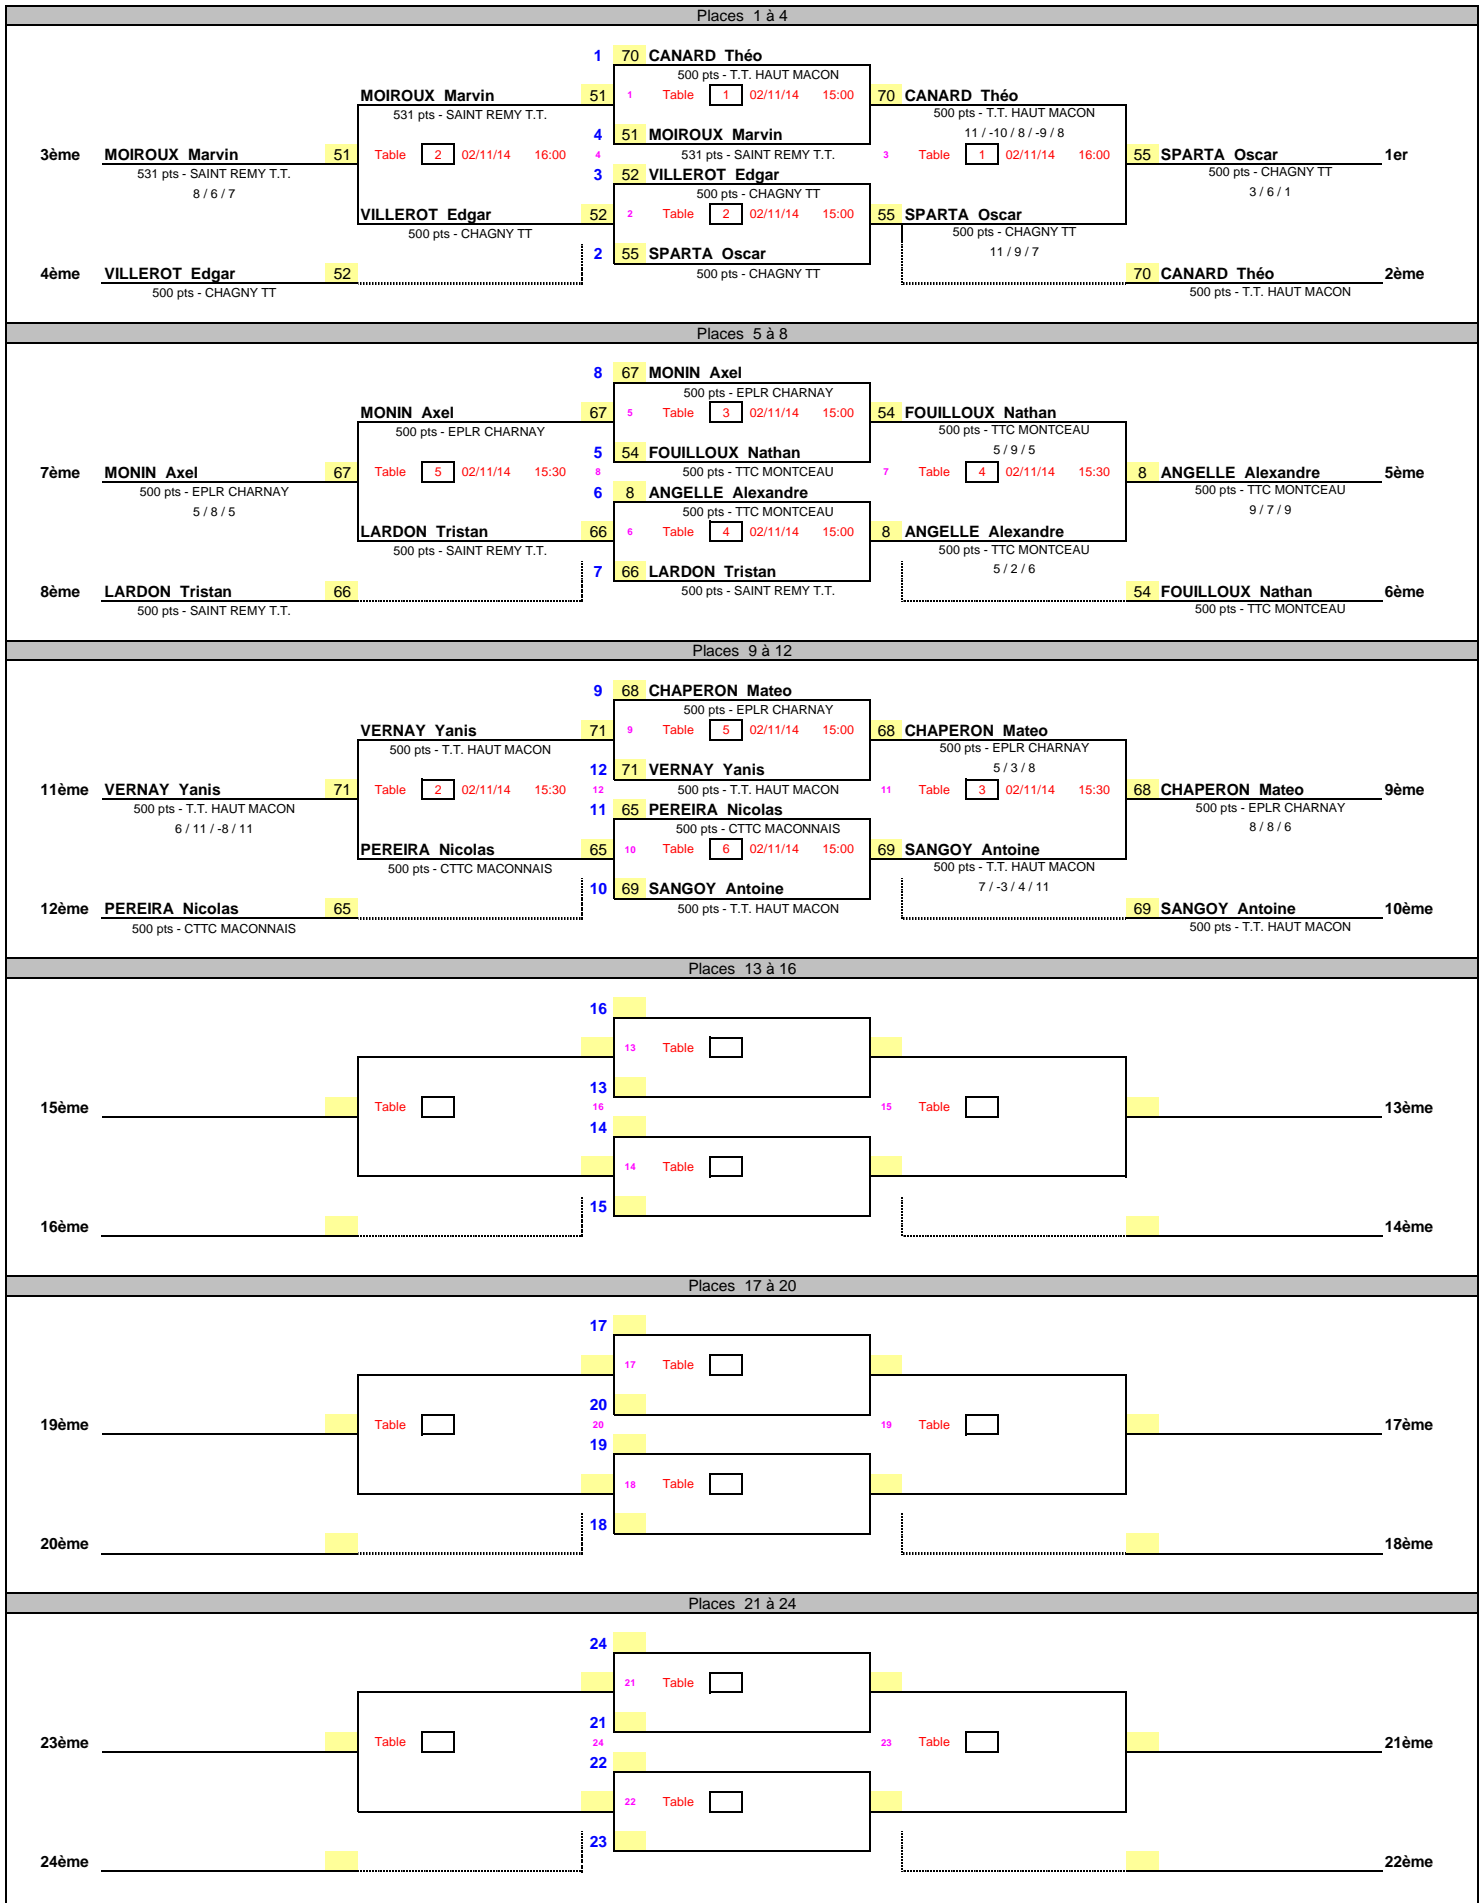 Places 1 à 4
1 70 CANARD Théo
500 pts - T.T. HAUT MACON
MOIROUX Marvin 51 1 Table 1 02/11/14 15:00 70 CANARD Théo
531 pts - SAINT REMY T.T. 500 pts - T.T. HAUT MACON
4 51 MOIROUX Marvin 11 / -10 / 8 / -9 / 8
3ème MOIROUX Marvin 51 Table 2 02/11/14 16:00 4 531 pts - SAINT REMY T.T. 3 Table 1 02/11/14 16:00 55 SPARTA Oscar 1er
531 pts - SAINT REMY T.T. 3 52 VILLEROT Edgar 500 pts - CHAGNY TT
8 / 6 / 7 500 pts - CHAGNY TT 3 / 6 / 1
VILLEROT Edgar 52 2 Table 2 02/11/14 15:00 55 SPARTA Oscar
500 pts - CHAGNY TT 500 pts - CHAGNY TT
2 55 SPARTA Oscar 11 / 9 / 7
4ème VILLEROT Edgar 52 500 pts - CHAGNY TT 70 CANARD Théo 2ème
500 pts - CHAGNY TT 500 pts - T.T. HAUT MACON
Places 5 à 8
8 67 MONIN Axel
500 pts - EPLR CHARNAY
MONIN Axel 67 5 Table 3 02/11/14 15:00 54 FOUILLOUX Nathan
500 pts - EPLR CHARNAY 500 pts - TTC MONTCEAU
5 54 FOUILLOUX Nathan 5 / 9 / 5
7ème MONIN Axel 67 Table 5 02/11/14 15:30 8 500 pts - TTC MONTCEAU 7 Table 4 02/11/14 15:30 8 ANGELLE Alexandre 5ème
500 pts - EPLR CHARNAY 6 8 ANGELLE Alexandre 500 pts - TTC MONTCEAU
5 / 8 / 5 500 pts - TTC MONTCEAU 9 / 7 / 9
LARDON Tristan 66 6 Table 4 02/11/14 15:00 8 ANGELLE Alexandre
500 pts - SAINT REMY T.T. 500 pts - TTC MONTCEAU
7 66 LARDON Tristan 5 / 2 / 6
8ème LARDON Tristan 66 500 pts - SAINT REMY T.T. 54 FOUILLOUX Nathan 6ème
500 pts - SAINT REMY T.T. 500 pts - TTC MONTCEAU
Places 9 à 12
9 68 CHAPERON Mateo
500 pts - EPLR CHARNAY
VERNAY Yanis 71 9 Table 5 02/11/14 15:00 68 CHAPERON Mateo
500 pts - T.T. HAUT MACON 500 pts - EPLR CHARNAY
12 71 VERNAY Yanis 5 / 3 / 8
11ème VERNAY Yanis 71 Table 2 02/11/14 15:30 12 500 pts - T.T. HAUT MACON 11 Table 3 02/11/14 15:30 68 CHAPERON Mateo 9ème
500 pts - T.T. HAUT MACON 11 65 PEREIRA Nicolas 500 pts - EPLR CHARNAY
6 / 11 / -8 / 11 500 pts - CTTC MACONNAIS 8 / 8 / 6
PEREIRA Nicolas 65 10 Table 6 02/11/14 15:00 69 SANGOY Antoine
500 pts - CTTC MACONNAIS 500 pts - T.T. HAUT MACON
10 69 SANGOY Antoine 7 / -3 / 4 / 11
12ème PEREIRA Nicolas 65 500 pts - T.T. HAUT MACON 69 SANGOY Antoine 10ème
500 pts - CTTC MACONNAIS 500 pts - T.T. HAUT MACON
Places 13 à 16
16
13 Table
13
15ème Table 16 15 Table 13ème
14
14 Table
15
16ème 14ème
Places 17 à 20
17
17 Table
20
19ème Table 20 19 Table 17ème
19
18 Table
18
20ème 18ème
Places 21 à 24
24
21 Table
21
23ème Table 24 23 Table 21ème
22
22 Table
23
24ème 22ème